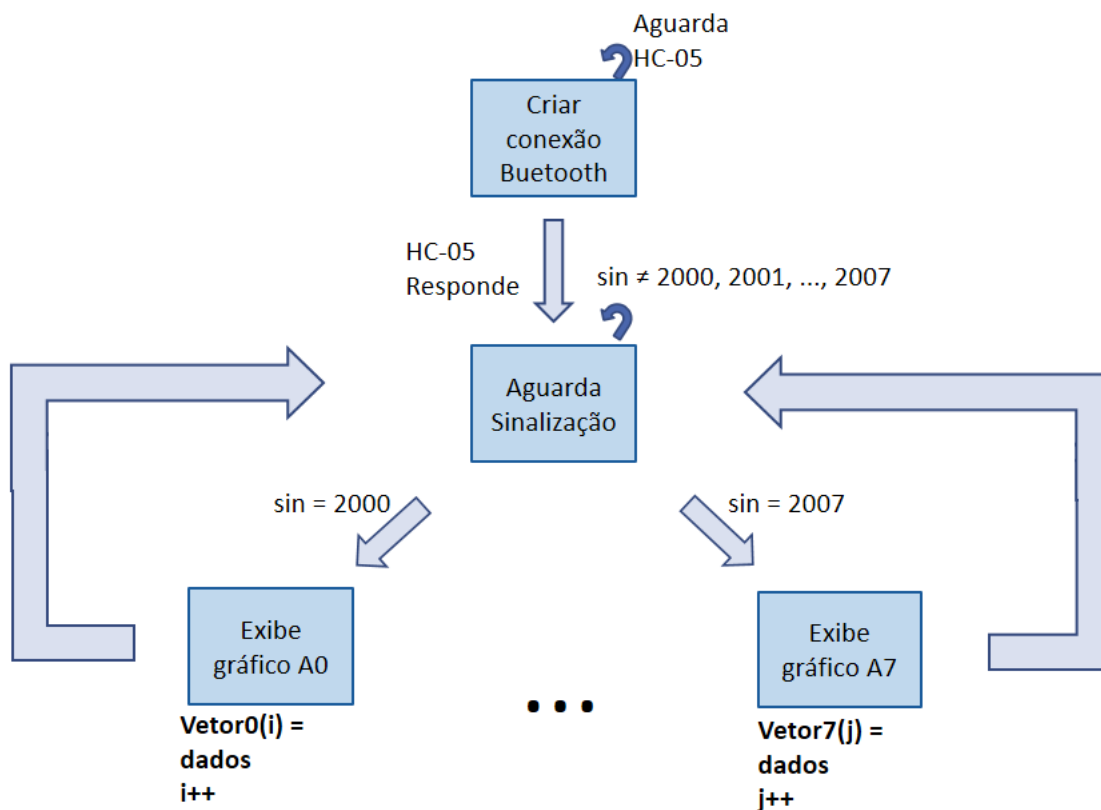 Aguarda
HC-05
Criar
conexão
Buetooth
HC-05
Responde
sin ≠ 2000, 2001, ..., 2007
Aguarda
Sinalização
sin = 2000
sin = 2007
Exibe
gráfico A0
Vetor0(i) =
dados
i++
...
Exibe
gráfico A7
Vetor7(j) =
dados
j++